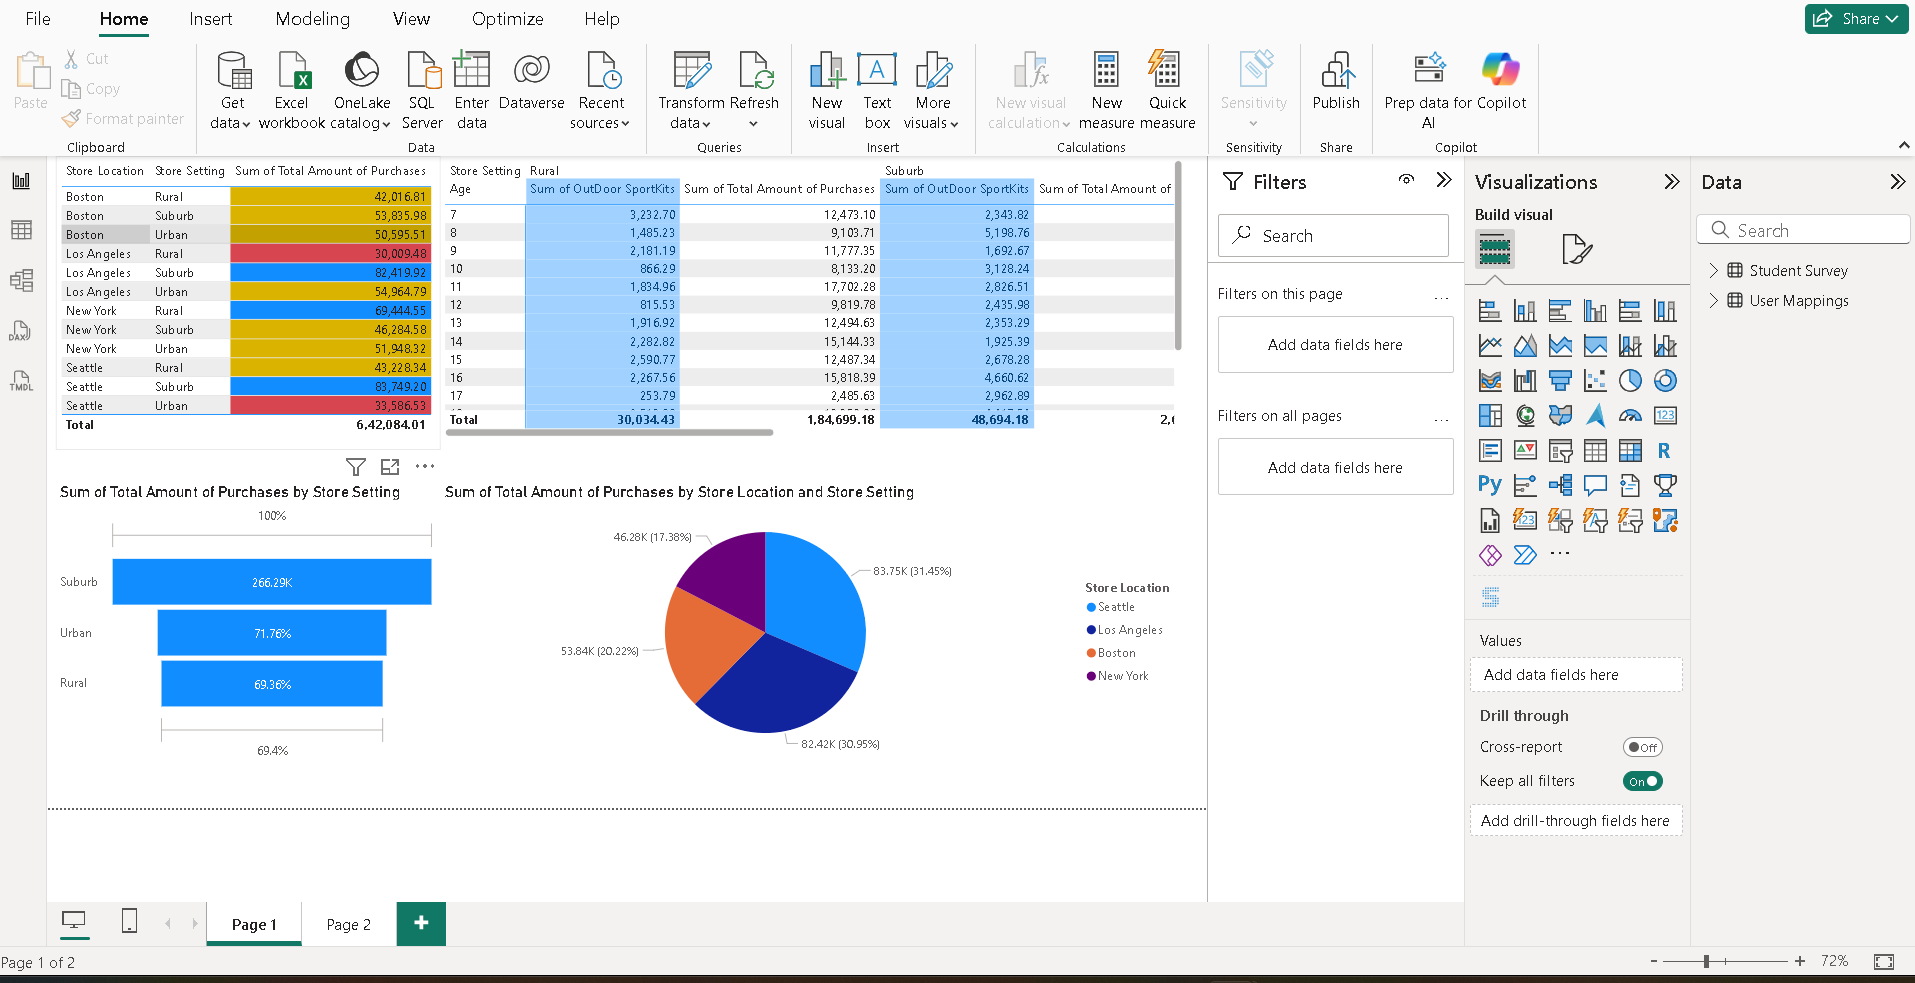 File Home Insert Modeling View Optimize Help Share
Paste Cut Copy Format painter
Get data Excel workbook OneLake catalog SQL Server Enter data Dataverse Recent sources Transform data Refresh New visual Text box More visuals New visual calculation New measure Quick measure Sensitivity Publish Prep data for AI Copilot
Clipboard Data Queries Insert Calculations Sensitivity Share Copilot
DAX
TMDL
Store Location Store Setting Sum of Total Amount of Purchases
Boston Rural 42,016.81
Boston Suburb 53,835.98
Boston Urban 50,595.51
Los Angeles Rural 30,009.48
Los Angeles Suburb 82,419.92
Los Angeles Urban 54,964.79
New York Rural 69,444.55
New York Suburb 46,284.58
New York Urban 51,948.32
Seattle Rural 43,228.34
Seattle Suburb 83,749.20
Seattle Urban 33,586.53
Total 6,42,084.01
Store Setting Rural Suburb
Age Sum of OutDoor SportKits Sum of Total Amount of Purchases Sum of OutDoor SportKits Sum of Total Amount of
7 3,232.70 12,473.10 2,343.82
8 1,485.23 9,103.71 5,198.76
9 2,181.19 11,777.35 1,692.67
10 866.29 8,133.20 3,128.24
11 1,834.96 17,702.28 2,826.51
12 815.53 9,819.78 2,435.98
13 1,916.92 12,494.63 2,353.29
14 2,282.82 15,144.33 1,925.39
15 2,590.77 12,487.34 2,678.28
16 2,267.56 15,818.39 4,660.62
17 253.79 2,485.63 2,962.89
Total 30,034.43 1,84,699.18 48,694.18
Sum of Total Amount of Purchases by Store Setting
100%
Suburb 266.29K
Urban 71.76%
Rural 69.36%
69.4%
Sum of Total Amount of Purchases by Store Location and Store Setting
46.28K (17.38%)
83.75K (31.45%)
53.84K (20.22%)
82.42K (30.95%)
Store Location
Seattle
Los Angeles
Boston
New York
Filters
Search
Filters on this page ...
Add data fields here
Filters on all pages ...
Add data fields here
Visualizations
Build visual
123
R
Py
123
...
Values
Add data fields here
Drill through
Cross-report Off
Keep all filters On
Add drill-through fields here
Data
Search
Student Survey
User Mappings
Page 1 Page 2 +
Page 1 of 2 - + 72%